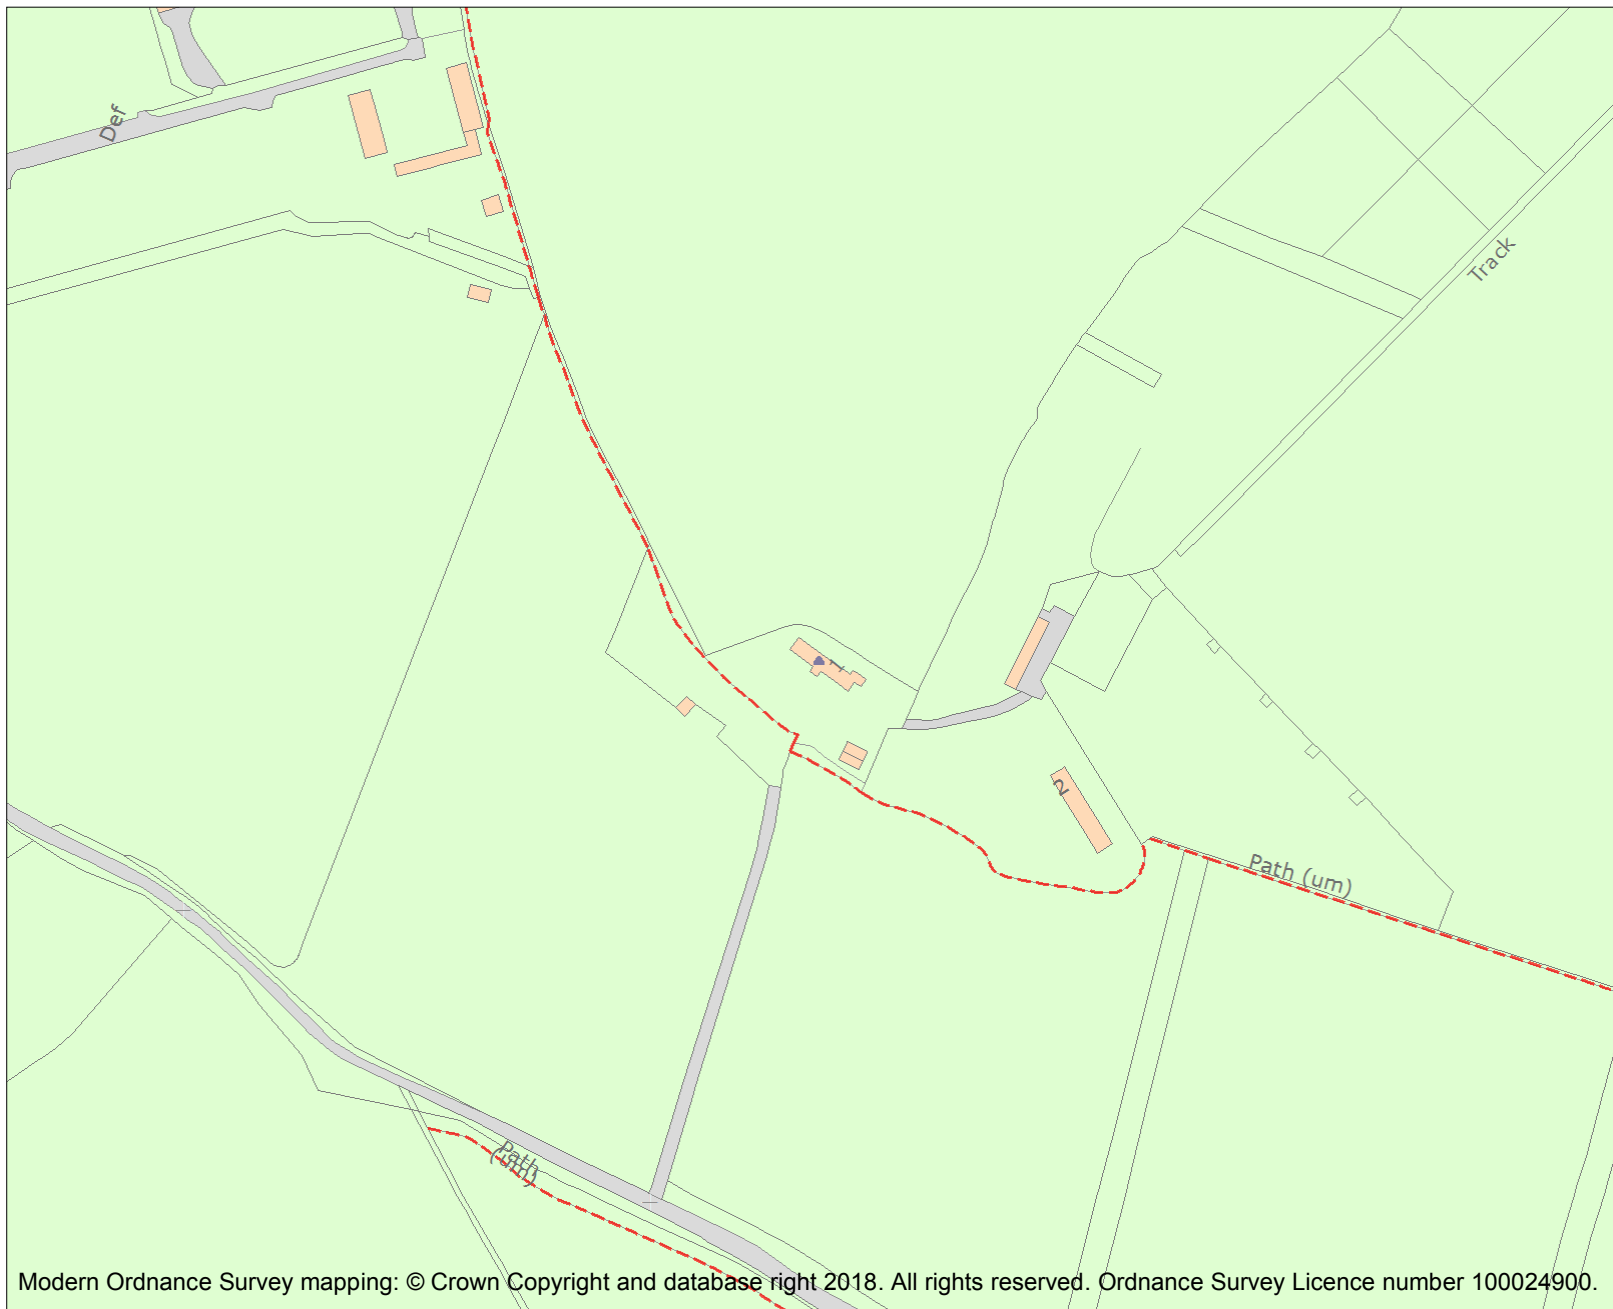 Def
Track
1
2
Path (um)
Path
(um)
Modern Ordnance Survey mapping: © Crown Copyright and database right 2018. All rights reserved. Ordnance Survey Licence number 100024900.